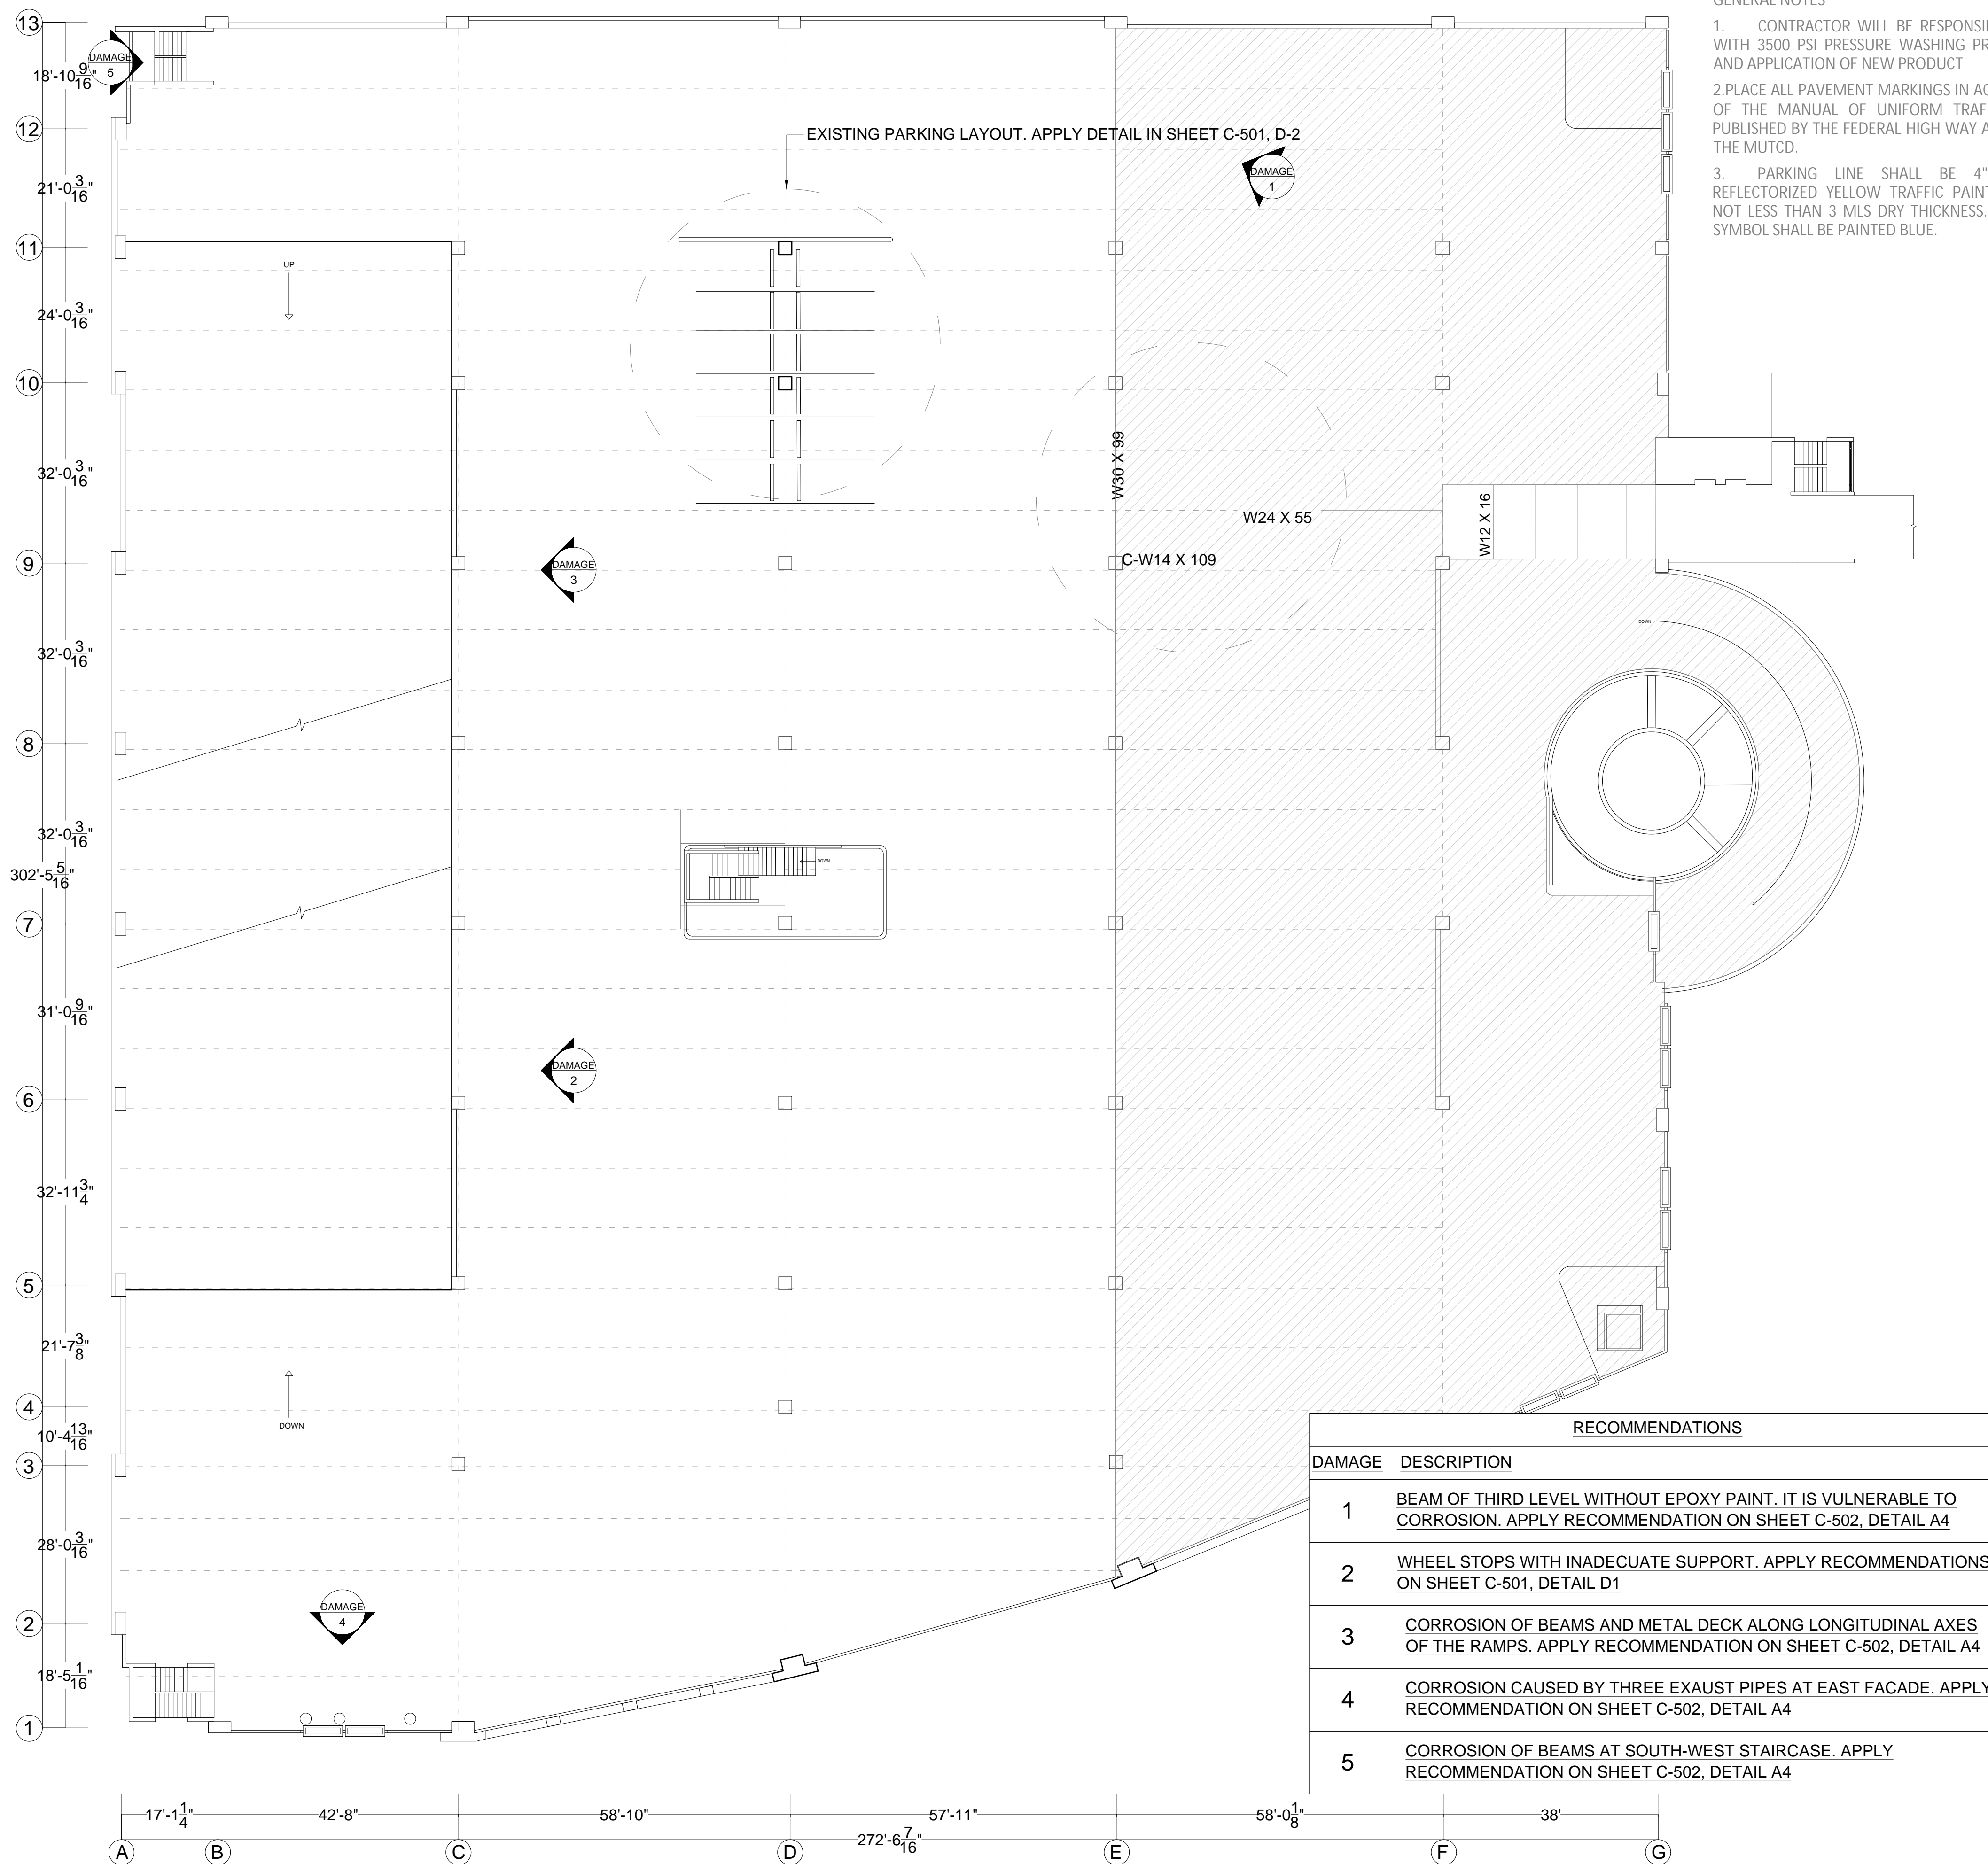 GENERAL NOTES
1. CONTRACTOR WILL BE
WITH 3500 PSI PRESSURE WASHING
AND APPLICATION OF NEW PRODUCT
2.PLACE ALL PAVEMENT MARKINGS IN
OF THE MANUAL OF UNIFORM
PUBLISHED BY THE FEDERAL HIGH WAY
THE MUTCD.
3. PARKING LINE SHALL BE 4"
REFLECTORIZED YELLOW TRAFFIC
NOT LESS THAN 3 MLS DRY THICKNESS.
SYMBOL SHALL BE PAINTED BLUE.
13
DAMAGE
5
18'-10 9/16"
12
EXISTING PARKING LAYOUT. APPLY DETAIL IN SHEET C-501, D-2
DAMAGE
1
21'-0 3/16"
11
UP
24'-0 3/16"
10
W30 X 99
32'-0 3/16"
W24 X 55
W12 X 16
9
DAMAGE
3
C-W14 X 109
DOWN
32'-0 3/16"
8
32'-0 3/16"
DOWN
302'-5 5/16"
7
31'-0 9/16"
DAMAGE
2
6
32'-11 3/4"
5
21'-7 3/8"
4
DOWN
10'-4 13/16"
3
28'-0 3/16"
DAMAGE
4
2
18'-5 1/16"
1
RECOMMENDATIONS
DAMAGE DESCRIPTION
1 BEAM OF THIRD LEVEL WITHOUT EPOXY PAINT. IT IS VULNERABLE TO
CORROSION. APPLY RECOMMENDATION ON SHEET C-502, DETAIL A4
2 WHEEL STOPS WITH INADECUATE SUPPORT. APPLY RECOMMENDATIONS
ON SHEET C-501, DETAIL D1
3 CORROSION OF BEAMS AND METAL DECK ALONG LONGITUDINAL AXES
OF THE RAMPS. APPLY RECOMMENDATION ON SHEET C-502, DETAIL A4
4 CORROSION CAUSED BY THREE EXAUST PIPES AT EAST FACADE. APPLY
RECOMMENDATION ON SHEET C-502, DETAIL A4
5 CORROSION OF BEAMS AT SOUTH-WEST STAIRCASE. APPLY
RECOMMENDATION ON SHEET C-502, DETAIL A4
17'-1 1/4" 42'-8" 58'-10" 57'-11" 58'-0 1/8" 38'
272'-6 7/16"
A B C D E F G